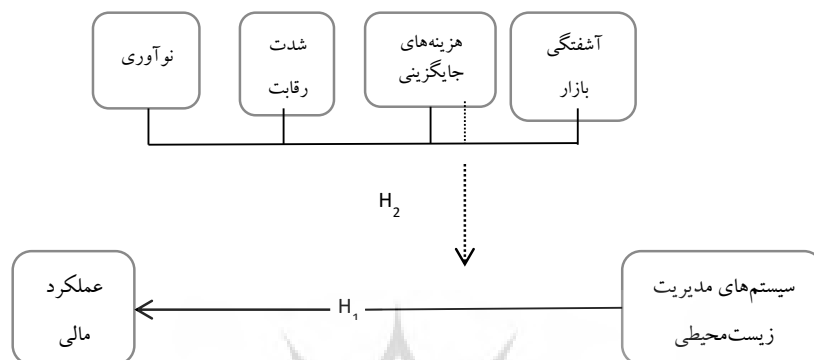 آشفتگی
بازار
هزینه‌های
جایگزینی
شدت
رقابت
نوآوری
H2
سیستم‌های مدیریت
زیست‌محیطی
H1
عملکرد
مالی